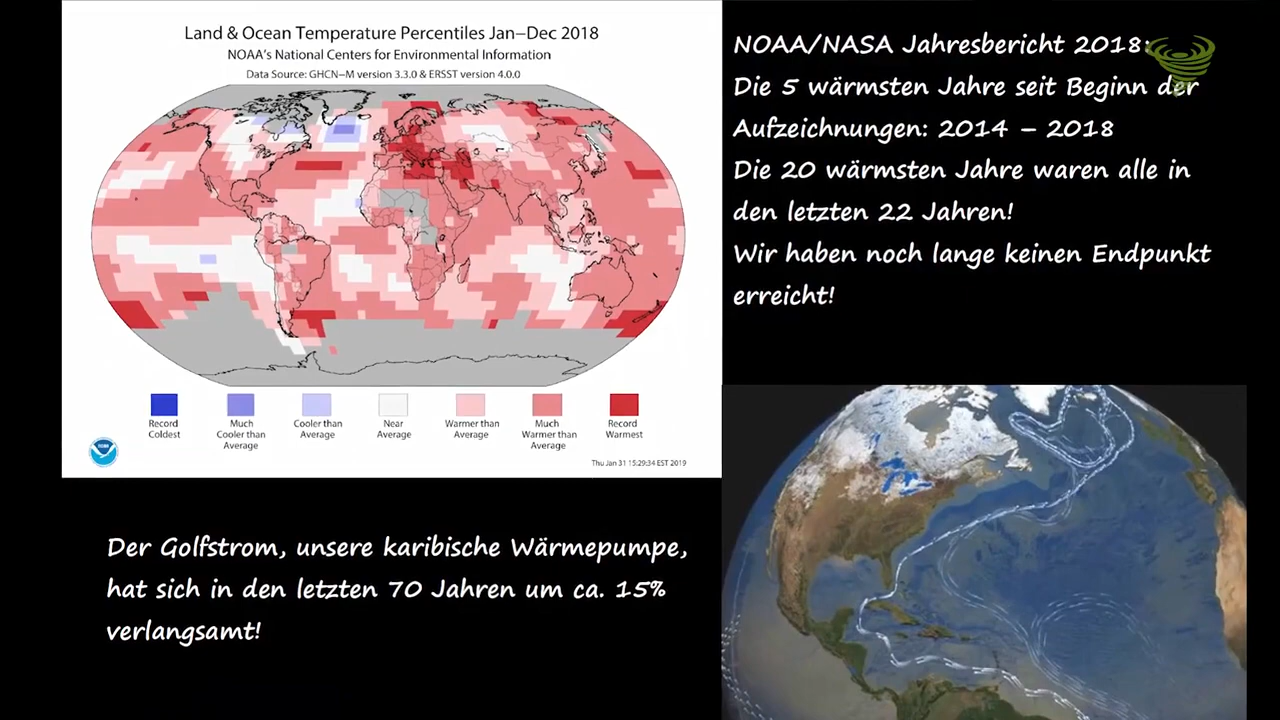 Land & Ocean Temperature Percentiles Jan–Dec 2018
NOAA's National Centers for Environmental Information
Data Source: GHCN–M version 3.3.0 & ERSST version 4.0.0
Record
Coldest
Much
Cooler than
Average
Cooler than
Average
Near
Average
Warmer than
Average
Much
Warmer than
Average
Record
Warmest
Thu Jan 31 15:29:34 EST 2019
NOAA/NASA Jahresbericht 2018:
Die 5 wärmsten Jahre seit Beginn der
Aufzeichnungen: 2014 – 2018
Die 20 wärmsten Jahre waren alle in
den letzten 22 Jahren!
Wir haben noch lange keinen Endpunkt
erreicht!
Der Golfstrom, unsere karibische Wärmepumpe,
hat sich in den letzten 70 Jahren um ca. 15%
verlangsamt!